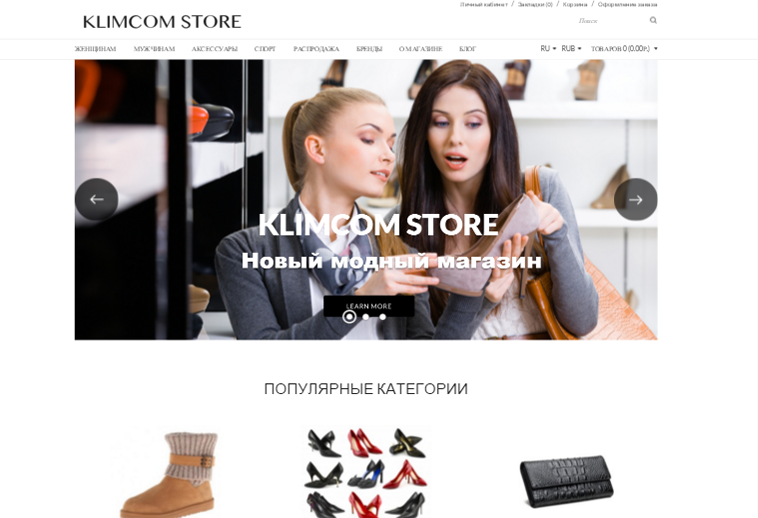 Личный кабинет / Закладки (0) / Корзина / Оформление заказа
KLIMCOM STORE
Поиск
ЖЕНЩИНАМ МУЖЧИНАМ АКСЕССУАРЫ СПОРТ РАСПРОДАЖА БРЕНДЫ О МАГАЗИНЕ БЛОГ RU RUB ТОВАРОВ 0 (0.00Р.)
KLIMCOM STORE
Новый модный магазин
LEARN MORE
ПОПУЛЯРНЫЕ КАТЕГОРИИ